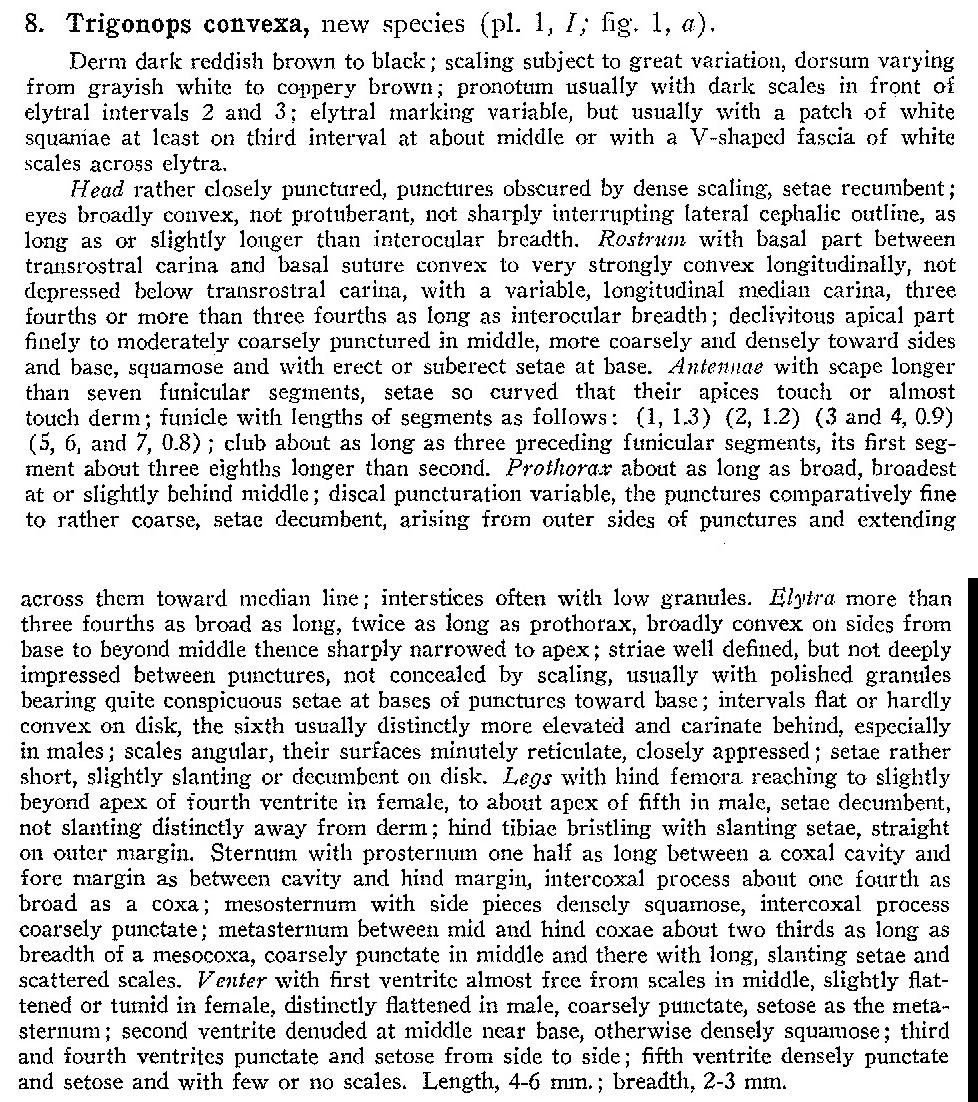 8. Trigonops convexa, new species (pl. 1, I; fig. 1, a).
Derm dark reddish brown to black; scaling subject to great variation, dorsum varying
from grayish white to coppery brown; pronotum usually with dark scales in front of
elytral intervals 2 and 3; elytral marking variable, but usually with a patch of white
squamae at least on third interval at about middle or with a V-shaped fascia of white
scales across elytra.
Head rather closely punctured, punctures obscured by dense scaling, setae recumbent;
eyes broadly convex, not protuberant, not sharply interrupting lateral cephalic outline, as
long as or slightly longer than interocular breadth. Rostrum with basal part between
transrostral carina and basal suture convex to very strongly convex longitudinally, not
depressed below transrostral carina, with a variable, longitudinal median carina, three
fourths or more than three fourths as long as interocular breadth; declivitous apical part
finely to moderately coarsely punctured in middle, more coarsely and densely toward sides
and base, squamose and with erect or suberect setae at base. Antennae with scape longer
than seven funicular segments, setae so curved that their apices touch or almost
touch derm; funicle with lengths of segments as follows: (1, 1.3) (2, 1.2) (3 and 4, 0.9)
(5, 6, and 7, 0.8); club about as long as three preceding funicular segments, its first seg-
ment about three eighths longer than second. Prothorax about as long as broad, broadest
at or slightly behind middle; discal puncturation variable, the punctures comparatively fine
to rather coarse, setae decumbent, arising from outer sides of punctures and extending
across them toward median line; interstices often with low granules. Elytra more than
three fourths as broad as long, twice as long as prothorax, broadly convex on sides from
base to beyond middle thence sharply narrowed to apex; striae well defined, but not deeply
impressed between punctures, not concealed by scaling, usually with polished granules
bearing quite conspicuous setae at bases of punctures toward base; intervals flat or hardly
convex on disk, the sixth usually distinctly more elevated and carinate behind, especially
in males; scales angular, their surfaces minutely reticulate, closely appressed; setae rather
short, slightly slanting or decumbent on disk. Legs with hind femora reaching to slightly
beyond apex of fourth ventrite in female, to about apex of fifth in male, setae decumbent,
not slanting distinctly away from derm; hind tibiae bristling with slanting setae, straight
on outer margin. Sternum with prosternum one half as long between a coxal cavity and
fore margin as between cavity and hind margin, intercoxal process about one fourth as
broad as a coxa; mesosternum with side pieces densely squamose, intercoxal process
coarsely punctate; metasternum between mid and hind coxae about two thirds as long as
breadth of a mesocoxa, coarsely punctate in middle and there with long, slanting setae and
scattered scales. Venter with first ventrite almost free from scales in middle, slightly flat-
tened or tumid in female, distinctly flattened in male, coarsely punctate, setose as the meta-
sternum; second ventrite denuded at middle near base, otherwise densely squamose; third
and fourth ventrites punctate and setose from side to side; fifth ventrite densely punctate
and setose and with few or no scales. Length, 4-6 mm.; breadth, 2-3 mm.